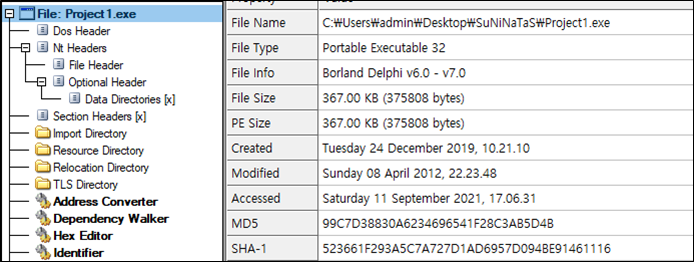 File: Project1.exe
Dos Header
Nt Headers
File Header
Optional Header
Data Directories [x]
Section Headers [x]
Import Directory
Resource Directory
Relocation Directory
TLS Directory
Address Converter
Dependency Walker
Hex Editor
Identifier
File Name C:₩Users₩admin₩Desktop₩SuNiNaTaS₩Project1.exe
File Type Portable Executable 32
File Info Borland Delphi v6.0 - v7.0
File Size 367.00 KB (375808 bytes)
PE Size 367.00 KB (375808 bytes)
Created Tuesday 24 December 2019, 10.21.10
Modified Sunday 08 April 2012, 22.23.48
Accessed Saturday 11 September 2021, 17.06.31
MD5 99C7D38830A6234696541F28C3AB5D4B
SHA-1 523661F293A5C7A727D1AD6957D094BE91461116